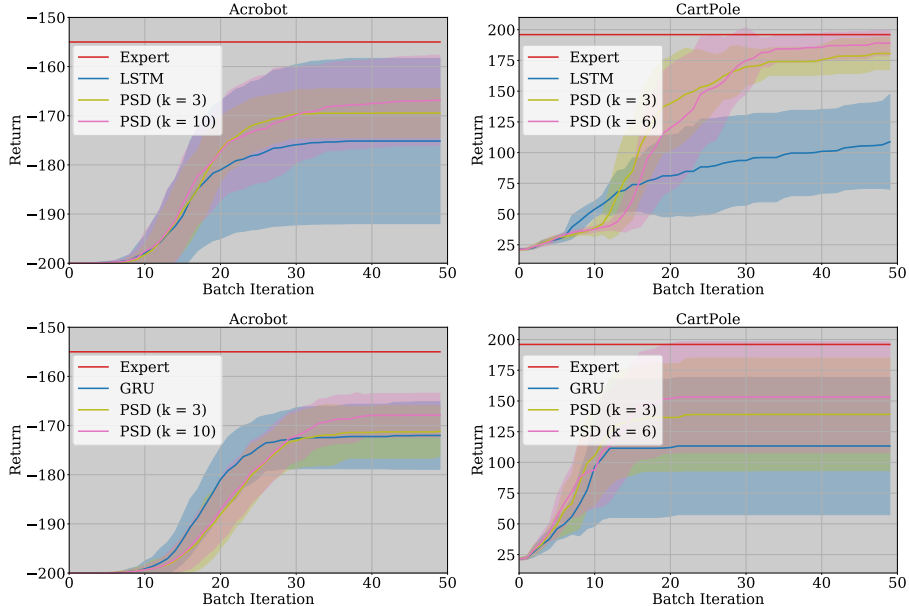 Acrobot
−150
−160
−170
−180
−190
−200
Return
Expert
LSTM
PSD (k = 3)
PSD (k = 10)
0 10 20 30 40 50
Batch Iteration
CartPole
200
175
150
125
100
75
50
25
Return
Expert
LSTM
PSD (k = 3)
PSD (k = 6)
0 10 20 30 40 50
Batch Iteration
Acrobot
−150
−160
−170
−180
−190
−200
Return
Expert
GRU
PSD (k = 3)
PSD (k = 10)
0 10 20 30 40 50
Batch Iteration
CartPole
200
175
150
125
100
75
50
25
Return
Expert
GRU
PSD (k = 3)
PSD (k = 6)
0 10 20 30 40 50
Batch Iteration